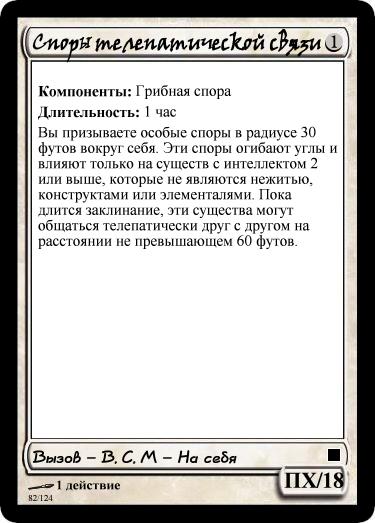 Споры телепатической связи 1
Компоненты: Грибная спора
Длительность: 1 час
Вы призываете особые споры в радиусе 30
футов вокруг себя. Эти споры огибают углы и
влияют только на существ с интеллектом 2
или выше, которые не являются нежитью,
конструктами или элементалями. Пока
длится заклинание, эти существа могут
общаться телепатически друг с другом на
расстоянии не превышающем 60 футов.
Вызов – В, С, М – На себя
1 действие
ПХ/18
82/124